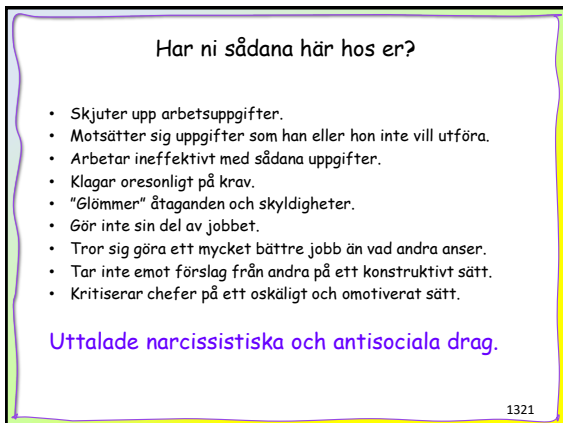 Har ni sådana här hos er?
• Skjuter upp arbetsuppgifter.
• Motsätter sig uppgifter som han eller hon inte vill utföra.
• Arbetar ineffektivt med sådana uppgifter.
• Klagar oresonligt på krav.
• ”Glömmer” åtaganden och skyldigheter.
• Gör inte sin del av jobbet.
• Tror sig göra ett mycket bättre jobb än vad andra anser.
• Tar inte emot förslag från andra på ett konstruktivt sätt.
• Kritiserar chefer på ett oskäligt och omotiverat sätt.
Uttalade narcissistiska och antisociala drag.
1321